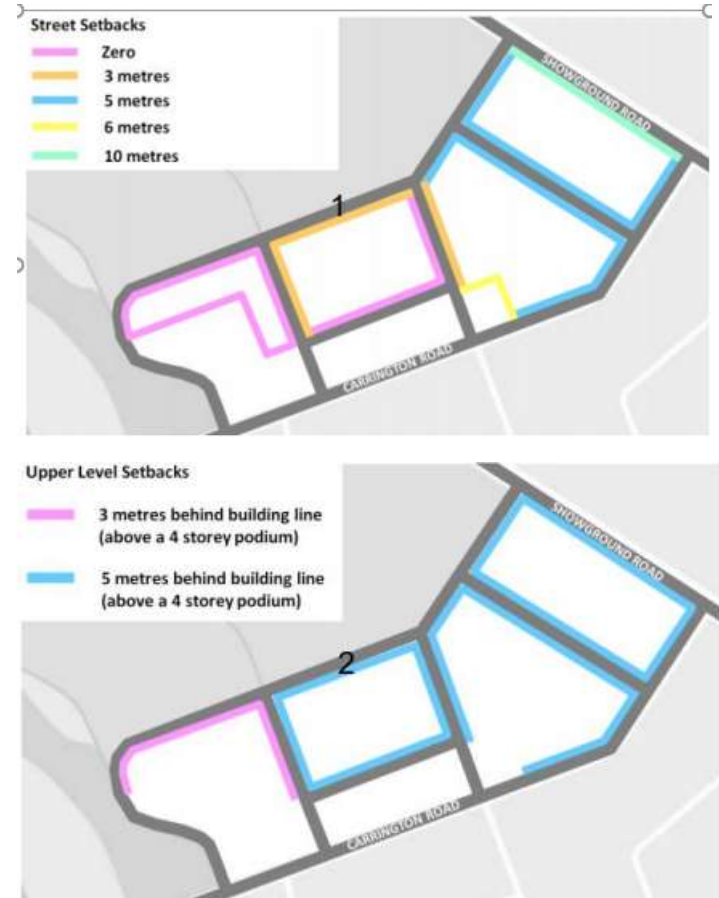 Street Setbacks
Zero
3 metres
5 metres
6 metres
10 metres
SHOWGROUND ROAD
1
CARRINGTON ROAD
Upper Level Setbacks
3 metres behind building line
(above a 4 storey podium)
5 metres behind building line
(above a 4 storey podium)
SHOWGROUND ROAD
2
CARRINGTON ROAD